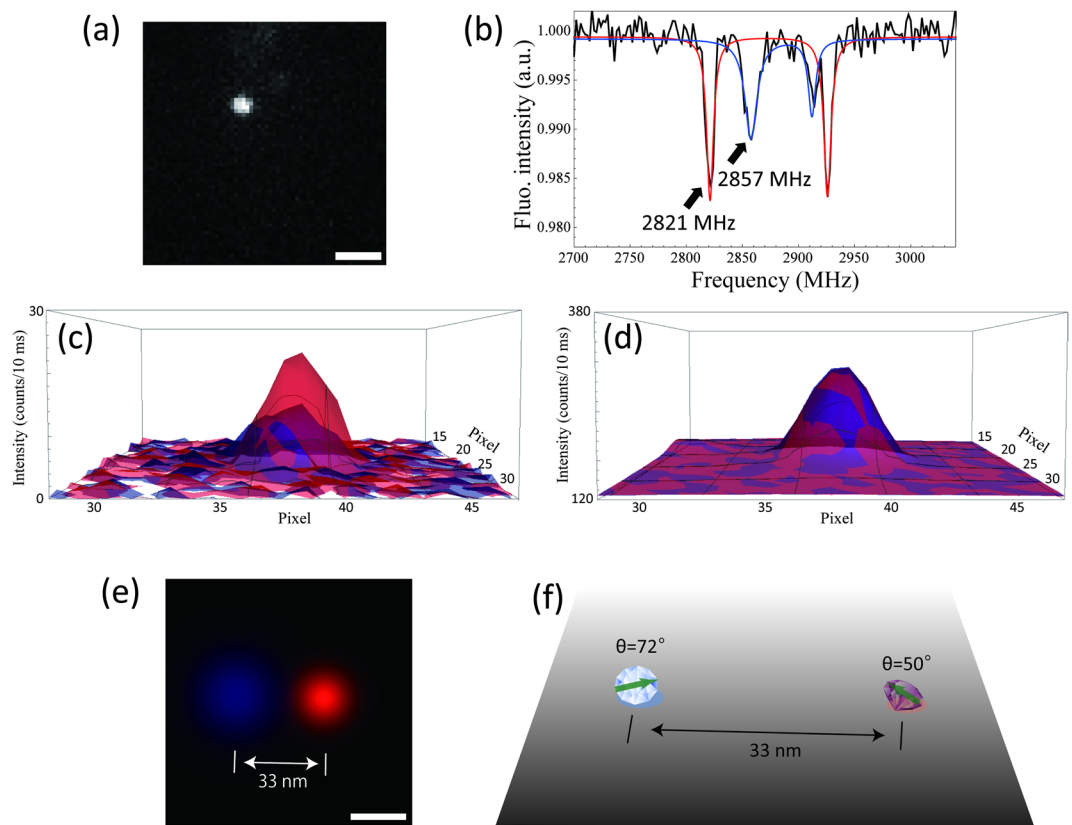 (a)
(b)
Fluo. intensity (a.u.)
1.000
0.995
0.990
0.985
0.980
2857 MHz
2821 MHz
2700 2750 2800 2850 2900 2950 3000
Frequency (MHz)
(c)
Intensity (counts/10 ms)
30
0
15
20
25
30
Pixel
30 35 40 45
Pixel
(d)
Intensity (counts/10 ms)
380
120
15
20
25
30
Pixel
30 35 40 45
Pixel
(e)
33 nm
(f)
θ=72°
θ=50°
33 nm